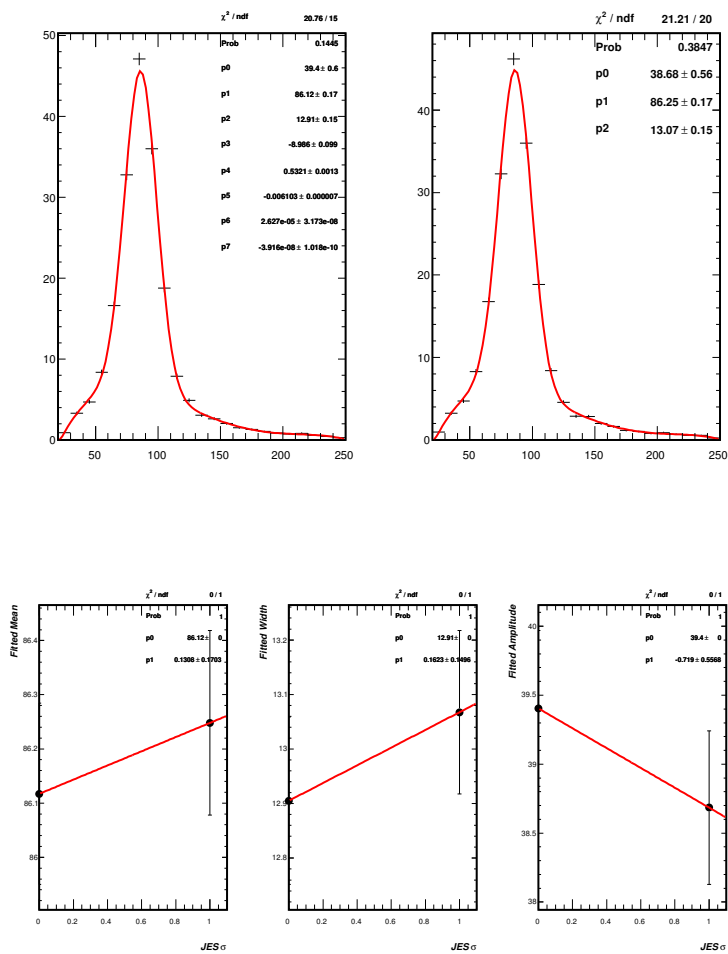 χ² / ndf 20.76 / 15
Prob 0.1445
p0 39.4 ± 0.6
p1 86.12 ± 0.17
p2 12.91 ± 0.15
p3 -8.986 ± 0.099
p4 0.5321 ± 0.0013
p5 -0.006103 ± 0.000007
p6 2.627e-05 ± 3.173e-08
p7 -3.916e-08 ± 1.018e-10
50
40
30
20
10
0
50 100 150 200 250
χ² / ndf 21.21 / 20
Prob 0.3847
p0 38.68 ± 0.56
p1 86.25 ± 0.17
p2 13.07 ± 0.15
40
30
20
10
0
50 100 150 200 250
χ² / ndf 0 / 1
Prob 1
p0 86.12 ± 0
p1 0.1308 ± 0.1703
Fitted Mean
86.4
86.3
86.2
86.1
86
0 0.2 0.4 0.6 0.8 1
JES σ
χ² / ndf 0 / 1
Prob 1
p0 12.91 ± 0
p1 0.1623 ± 0.1496
Fitted Width
13.2
13.1
13
12.9
12.8
0 0.2 0.4 0.6 0.8 1
JES σ
χ² / ndf 0 / 1
Prob 1
p0 39.4 ± 0
p1 -0.719 ± 0.5568
Fitted Amplitude
40
39.5
39
38.5
38
0 0.2 0.4 0.6 0.8 1
JES σ